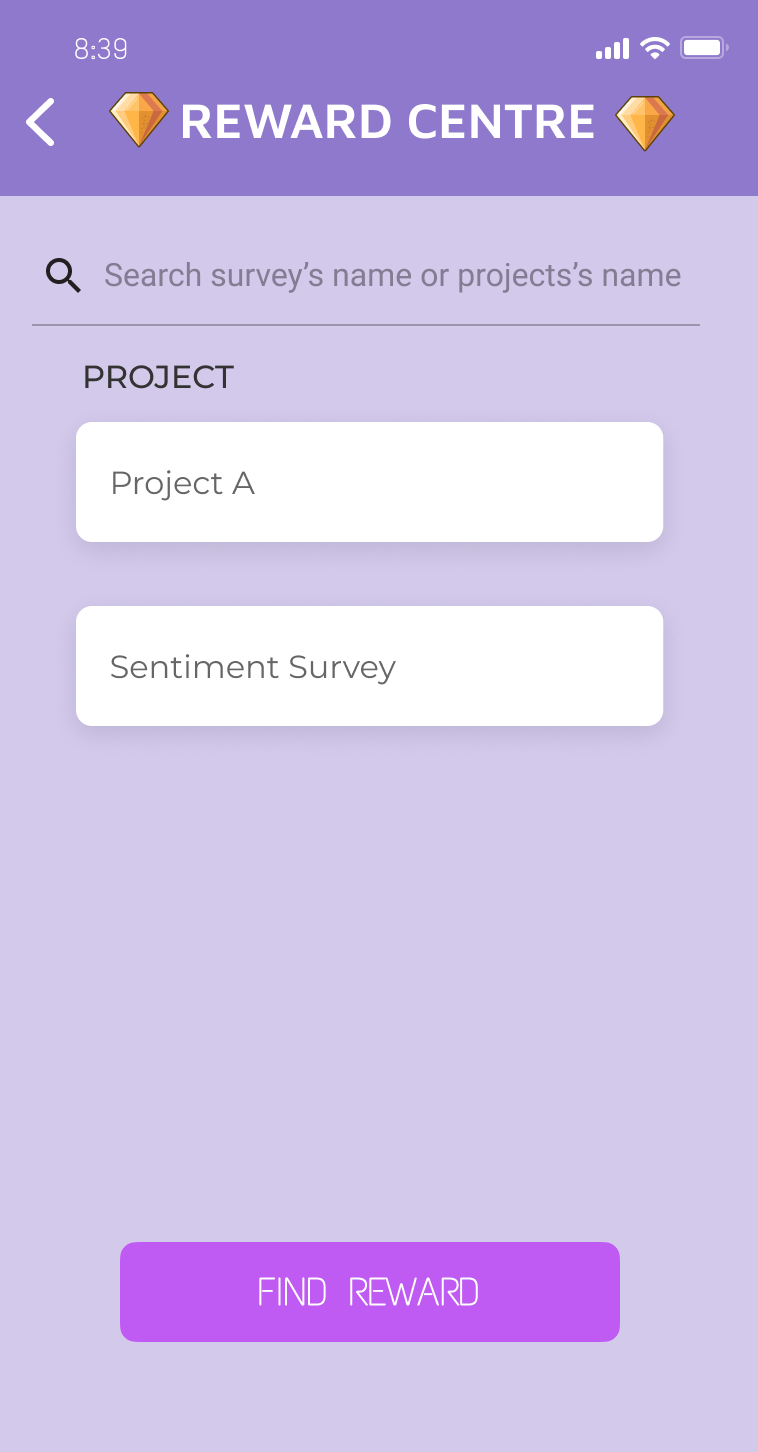 8:39
REWARD CENTRE
Search survey’s name or projects’s name
PROJECT
Project A
Sentiment Survey
FIND REWARD